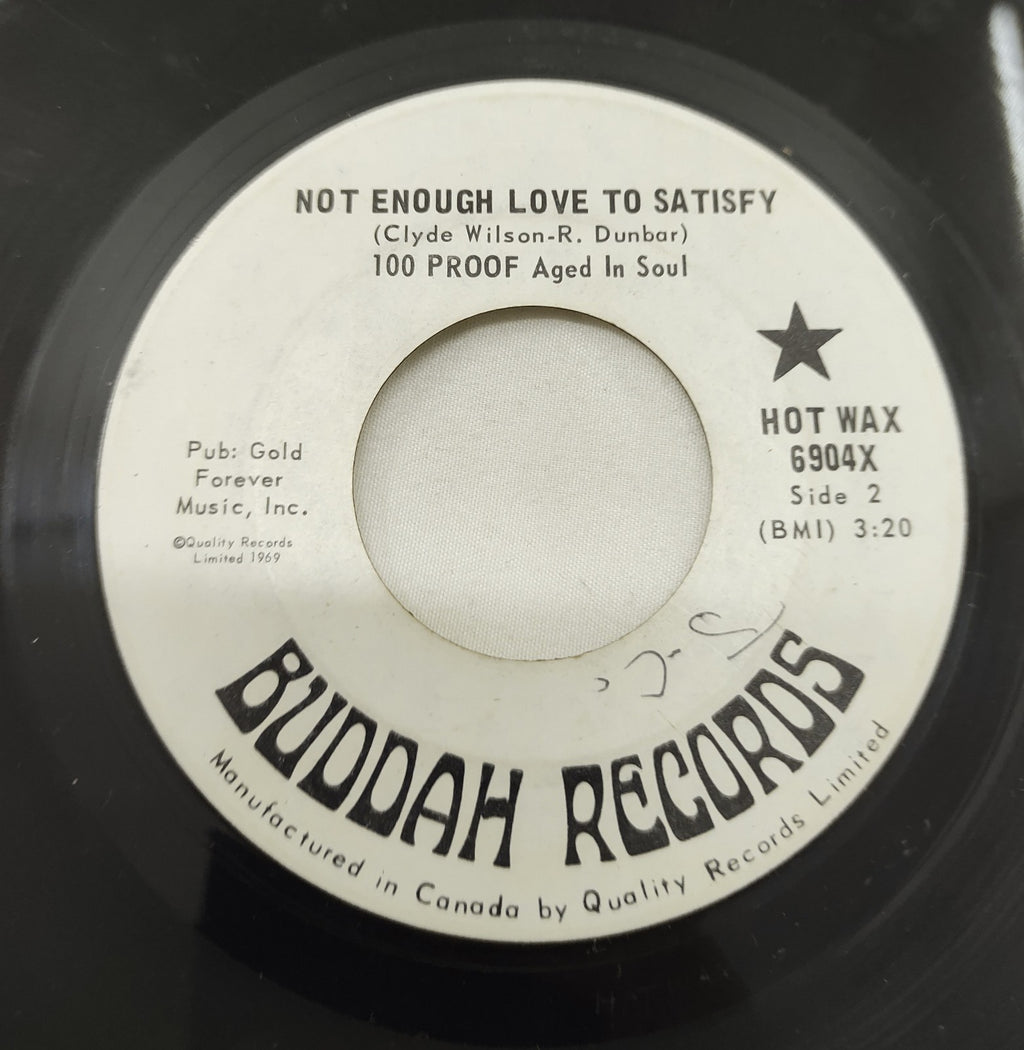 NOT ENOUGH LOVE TO SATISFY
(Clyde Wilson-R. Dunbar)
100 PROOF Aged In Soul
HOT WAX
6904X
Side 2
(BMI) 3:20
Pub: Gold
Forever
Music, Inc.
©Quality Records
Limited 1969
BUDDAH RECORDS
Manufactured in Canada by Quality Records Limited